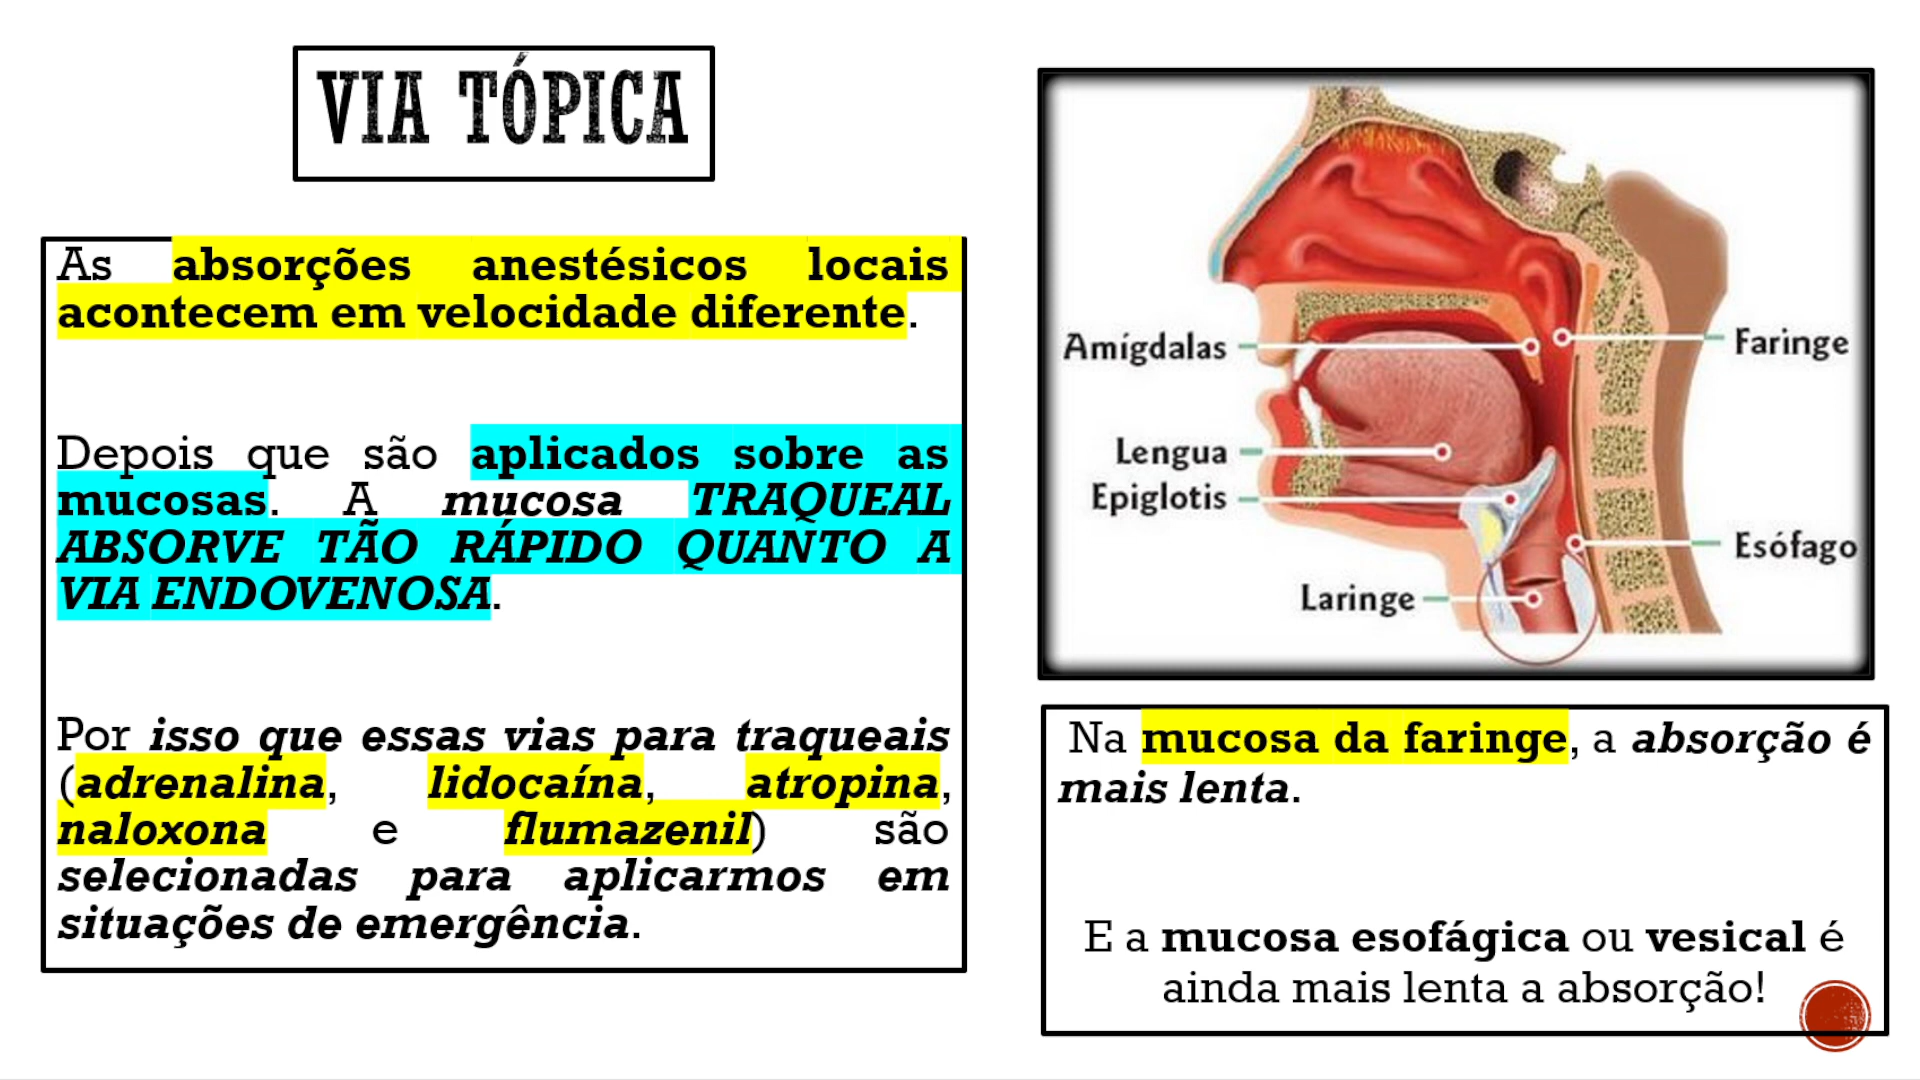 VIA TÓPICA
As absorções anestésicos locais
acontecem em velocidade diferente.
Depois que são aplicados sobre as
mucosas. A mucosa TRAQUEAL
ABSORVE TÃO RÁPIDO QUANTO A
VIA ENDOVENOSA.
Por isso que essas vias para traqueais
(adrenalina, lidocaína, atropina,
naloxona e flumazenil) são
selecionadas para aplicarmos em
situações de emergência.
Amígdalas
Faringe
Lengua
Epiglotis
Esófago
Laringe
Na mucosa da faringe, a absorção é
mais lenta.
E a mucosa esofágica ou vesical é
ainda mais lenta a absorção!